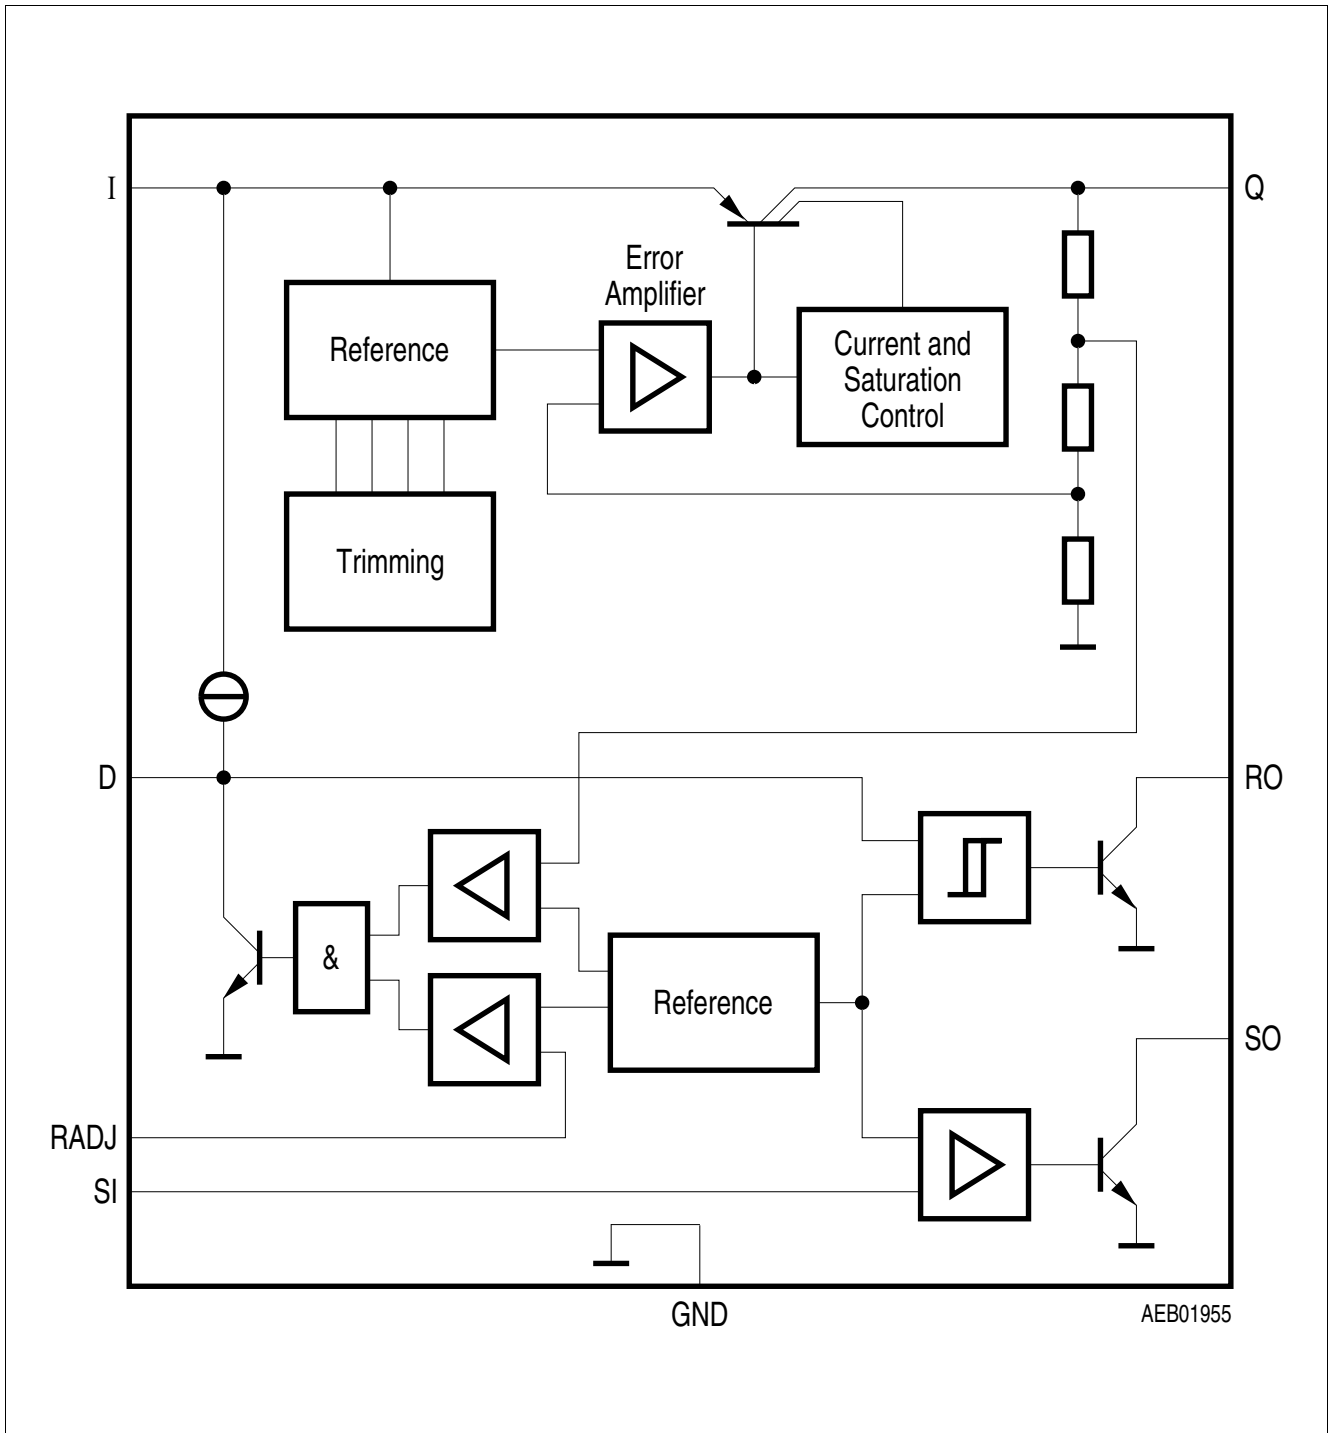 I
Q
Error
Amplifier
Reference
Current and
Saturation
Control
Trimming
D
RO
&
Reference
SO
RADJ
SI
GND
AEB01955